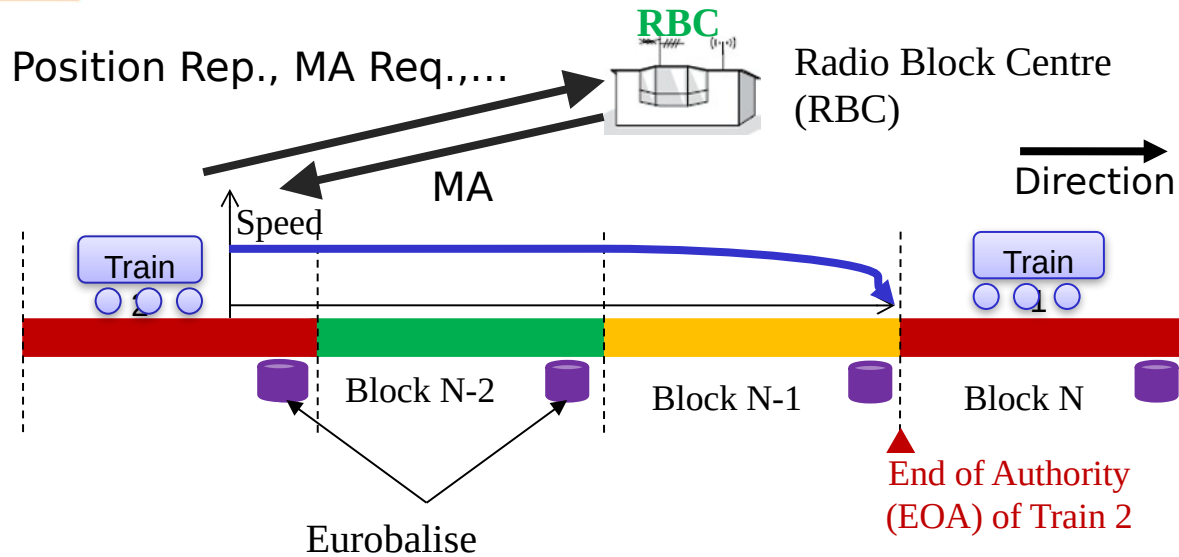 RBC
Position Rep., MA Req.,...
Radio Block Centre
(RBC)
MA
Direction
Speed
Train
2
Train
1
Block N-2
Block N-1
Block N
End of Authority
(EOA) of Train 2
Eurobalise